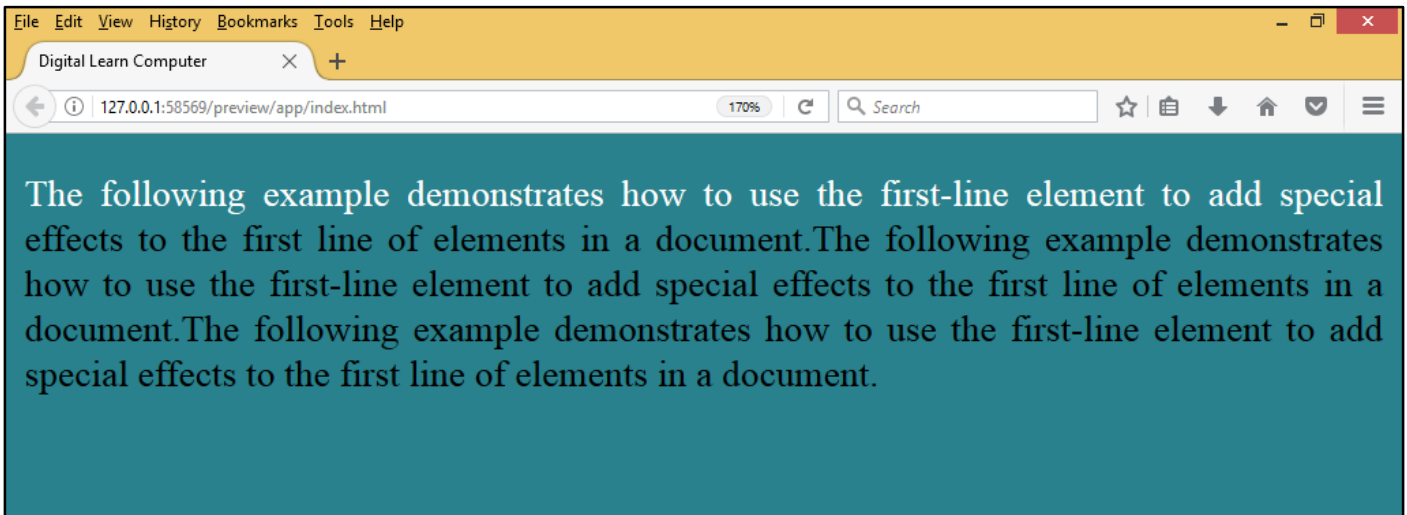 File Edit View History Bookmarks Tools Help
Digital Learn Computer
127.0.0.1:58569/preview/app/index.html 170% Search
The following example demonstrates how to use the first-line element to add special
effects to the first line of elements in a document.The following example demonstrates
how to use the first-line element to add special effects to the first line of elements in a
document.The following example demonstrates how to use the first-line element to add
special effects to the first line of elements in a document.